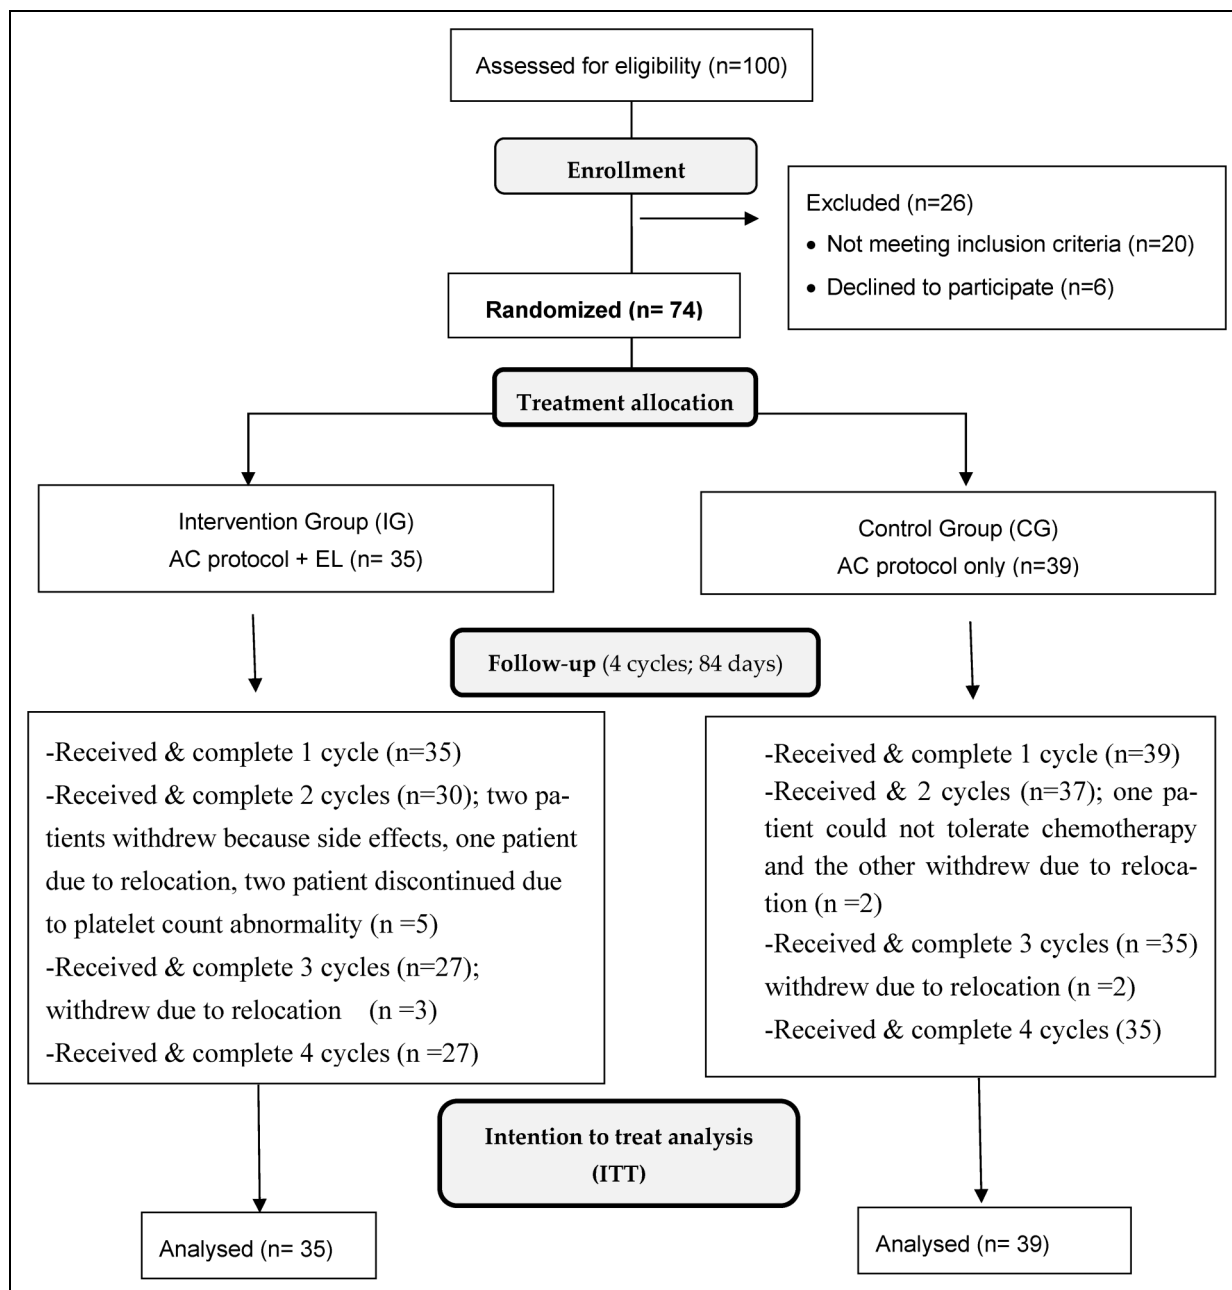 Assessed for eligibility (n=100)
Enrollment
Excluded (n=26)
• Not meeting inclusion criteria (n=20)
• Declined to participate (n=6)
Randomized (n= 74)
Treatment allocation
Intervention Group (IG)
AC protocol + EL (n= 35)
Control Group (CG)
AC protocol only (n=39)
Follow-up (4 cycles; 84 days)
-Received & complete 1 cycle (n=35)
-Received & complete 2 cycles (n=30); two pa-
tients withdrew because side effects, one patient
due to relocation, two patient discontinued due
to platelet count abnormality (n =5)
-Received & complete 3 cycles (n=27);
withdrew due to relocation (n =3)
-Received & complete 4 cycles (n =27)
-Received & complete 1 cycle (n=39)
-Received & 2 cycles (n=37); one pa-
tient could not tolerate chemotherapy
and the other withdrew due to reloca-
tion (n =2)
-Received & complete 3 cycles (n =35)
withdrew due to relocation (n =2)
-Received & complete 4 cycles (35)
Intention to treat analysis
(ITT)
Analysed (n= 35)
Analysed (n= 39)